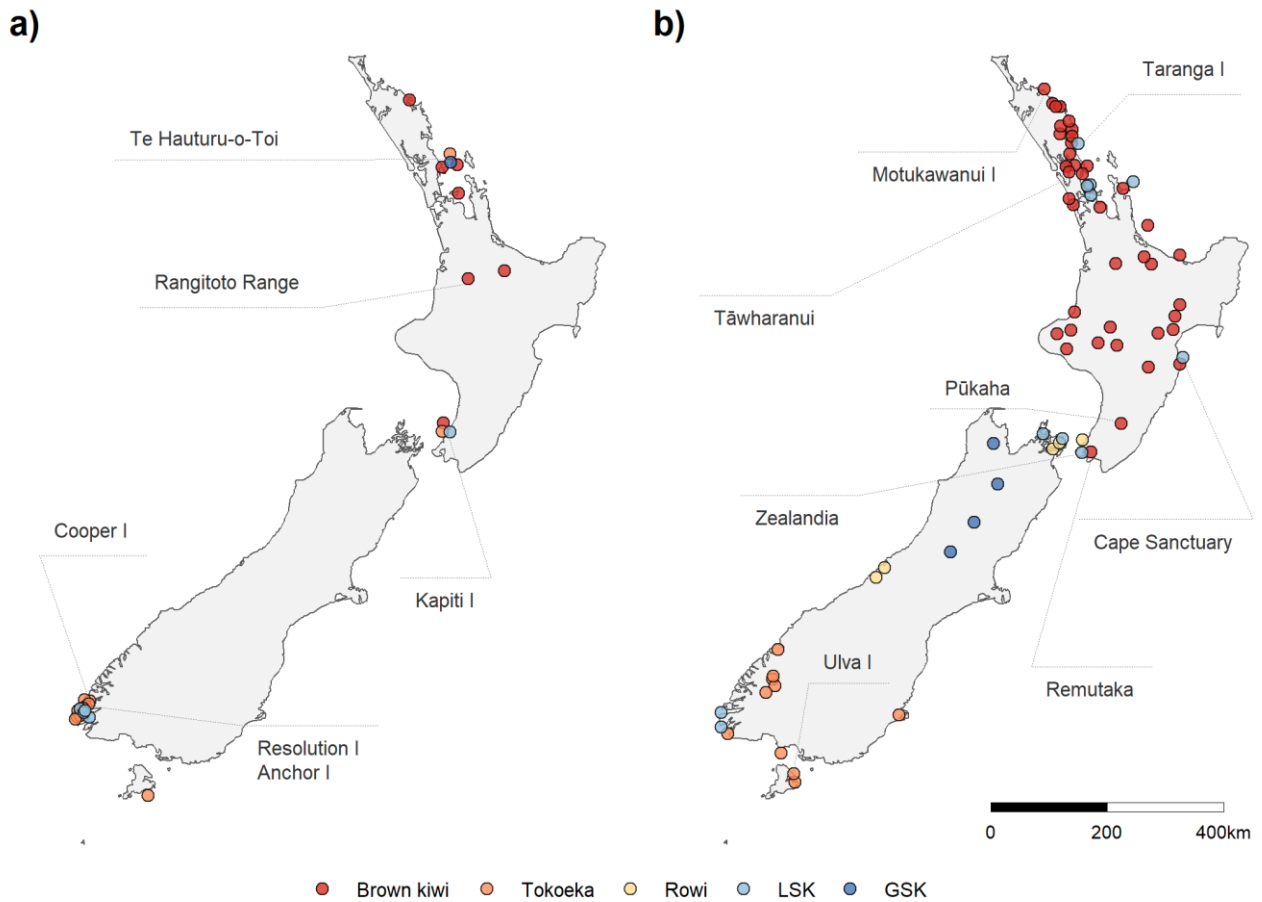 a)
Te Hauturu-o-Toi
Rangitoto Range
Cooper I
Kapiti I
Resolution I
Anchor I
b)
Taranga I
Motukawanui I
Tāwharanui
Pūkaha
Zealandia
Cape Sanctuary
Ulva I
Remutaka
0 200 400km
Brown kiwi Tokoeka Rowi LSK GSK